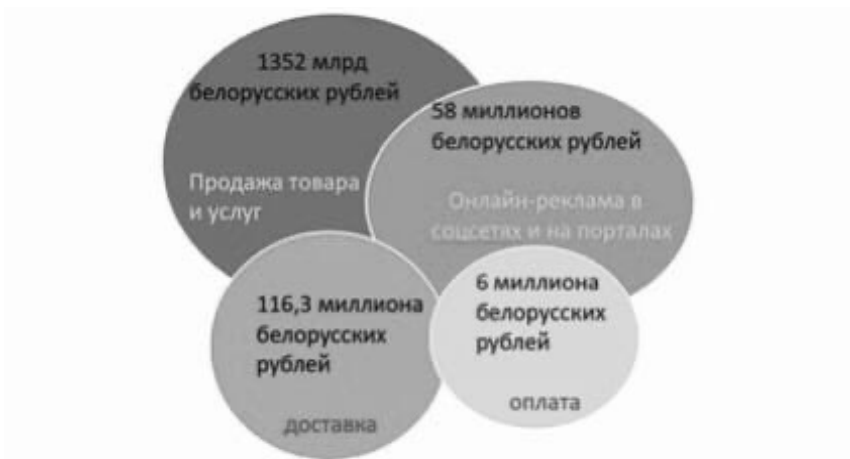 1352 млрд
белорусских рублей
Продажа товара
и услуг
58 миллионов
белорусских рублей
Онлайн-реклама в
соцсетях и на порталах
116,3 миллиона
белорусских
рублей
доставка
6 миллиона
белорусских
рублей
оплата